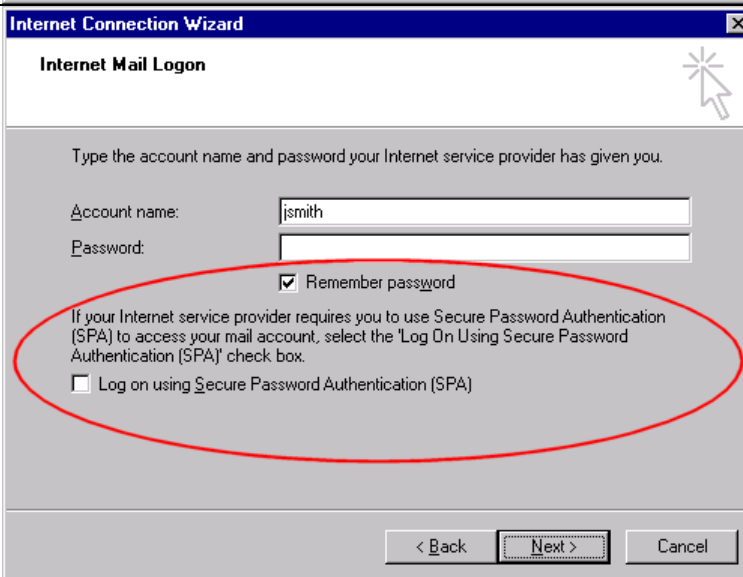 Internet Connection Wizard
Internet Mail Logon
Type the account name and password your Internet service provider has given you.
Account name: jsmith
Password:
Remember password
If your Internet service provider requires you to use Secure Password Authentication
(SPA) to access your mail account, select the 'Log On Using Secure Password
Authentication (SPA)' check box.
Log on using Secure Password Authentication (SPA)
< Back Next > Cancel